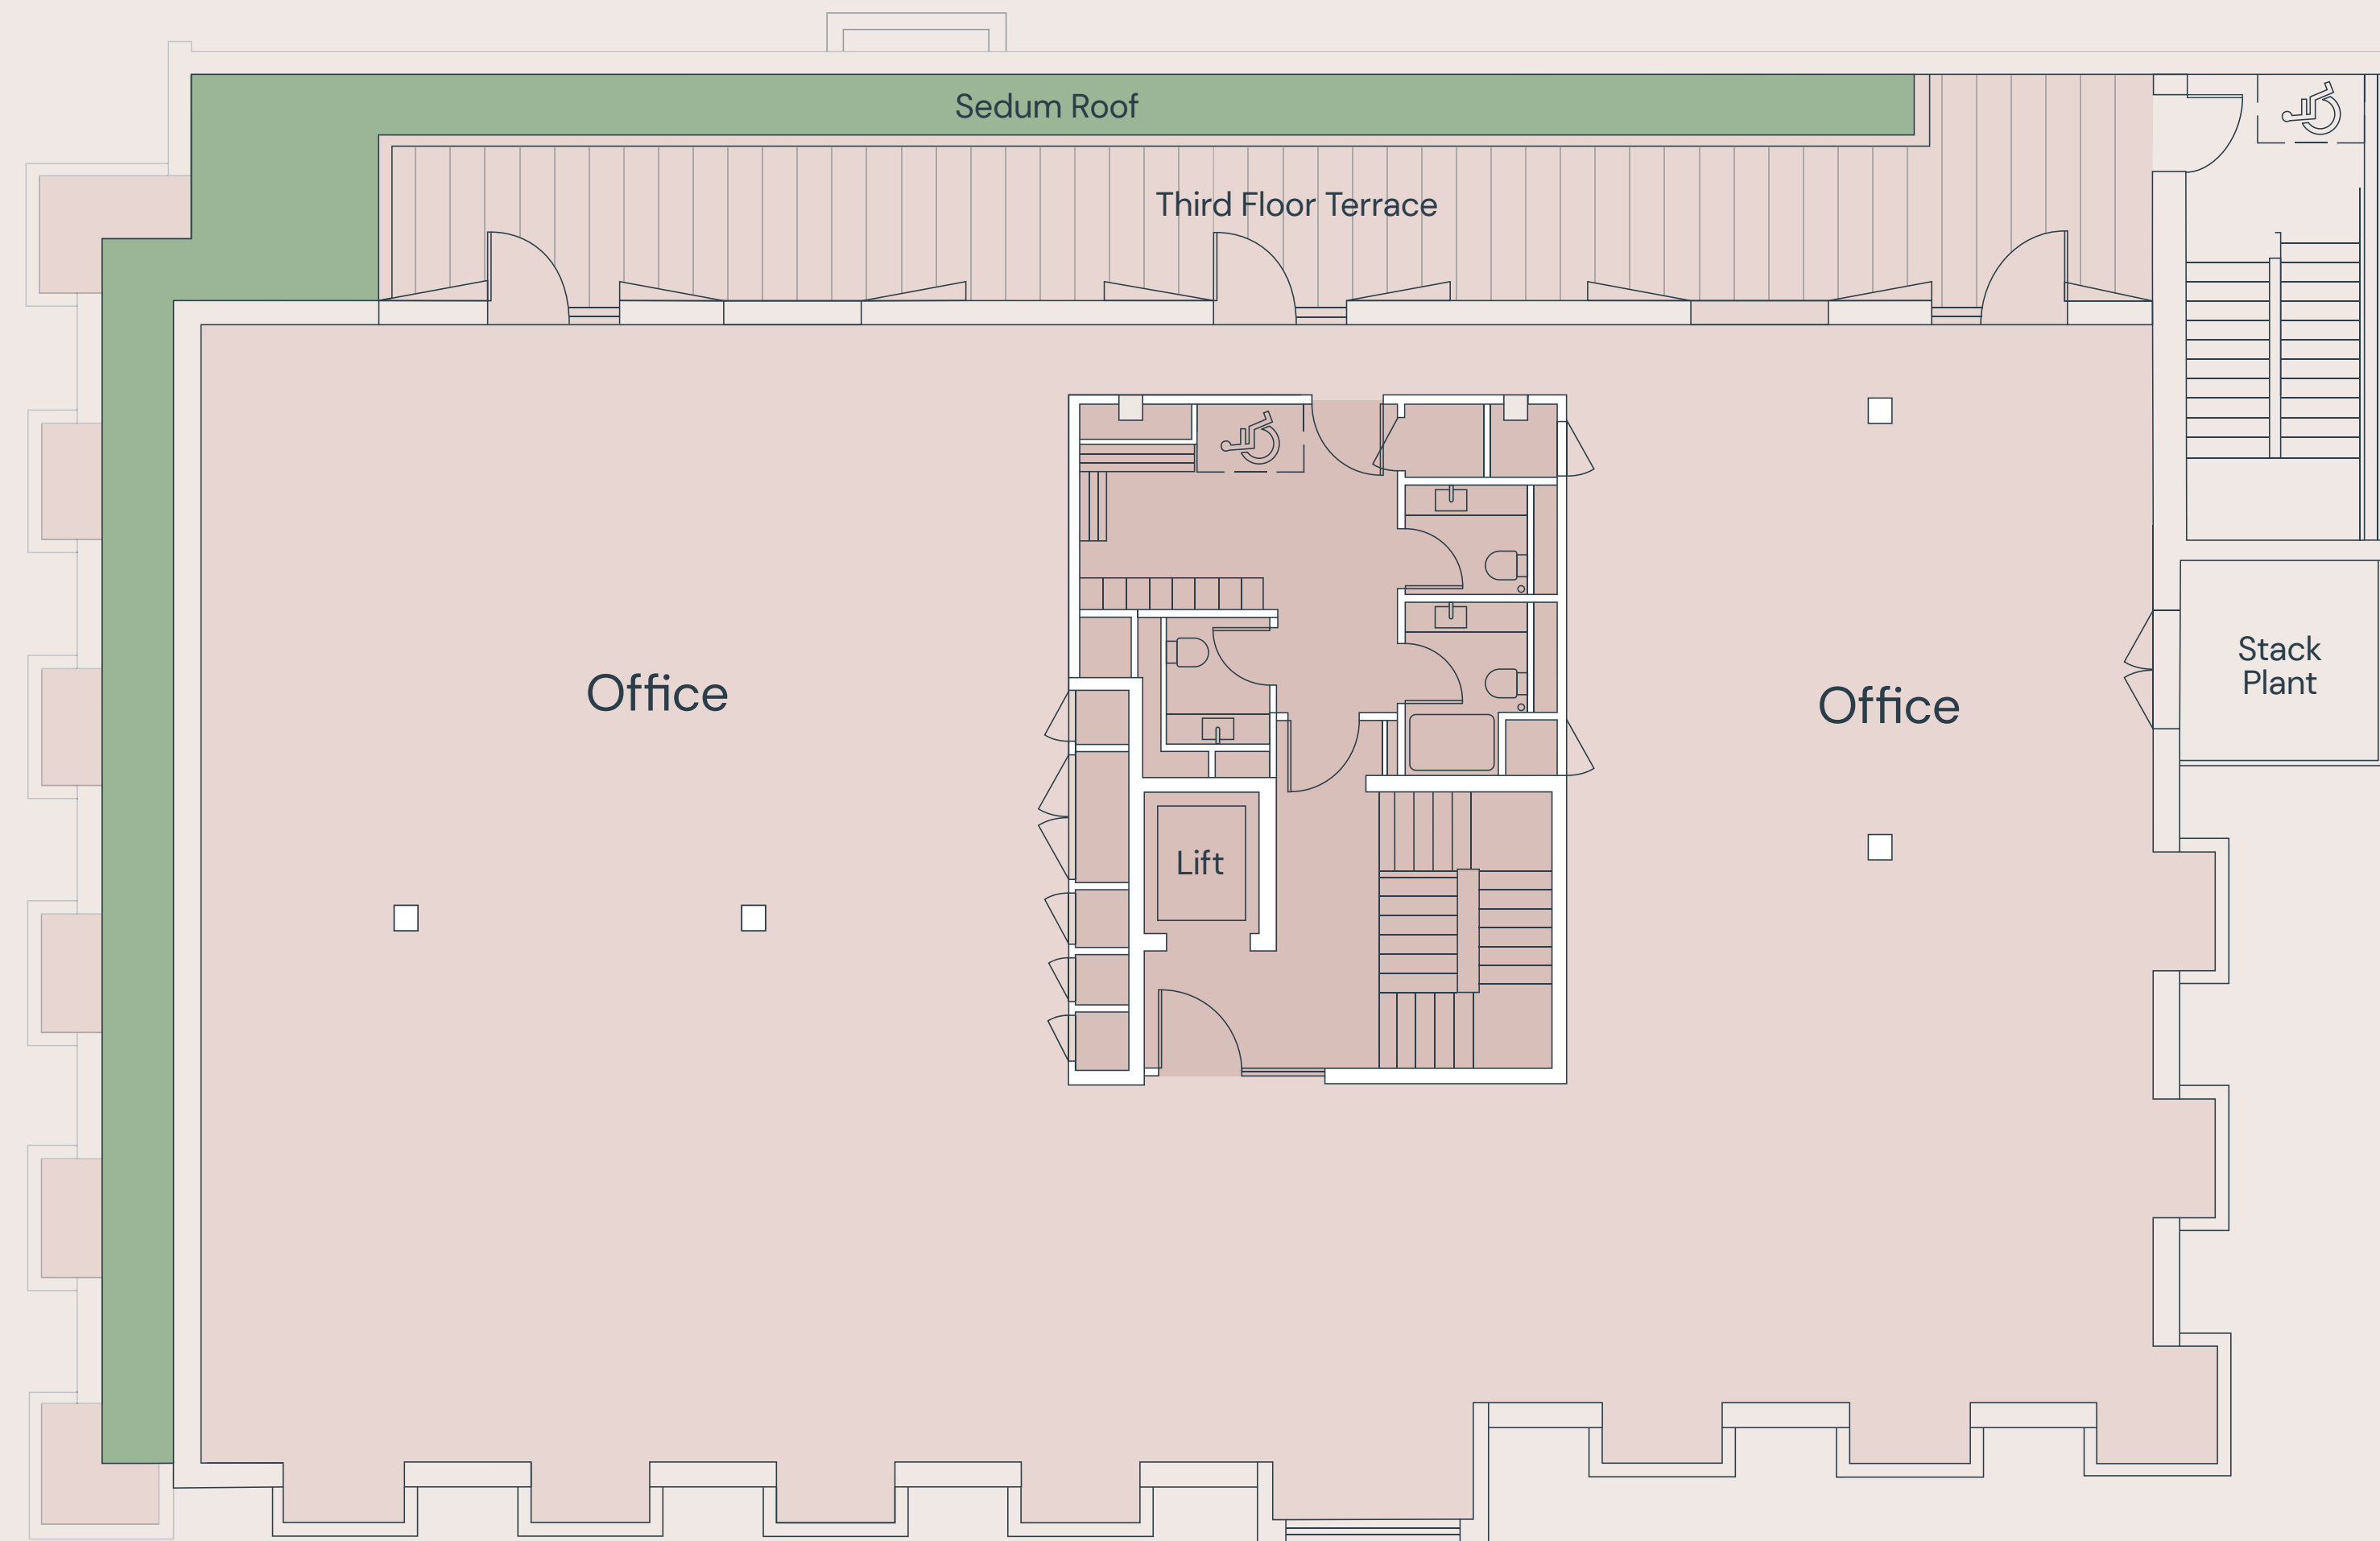 Sedum Roof
Third Floor Terrace
Office
Office
Stack
Plant
Lift